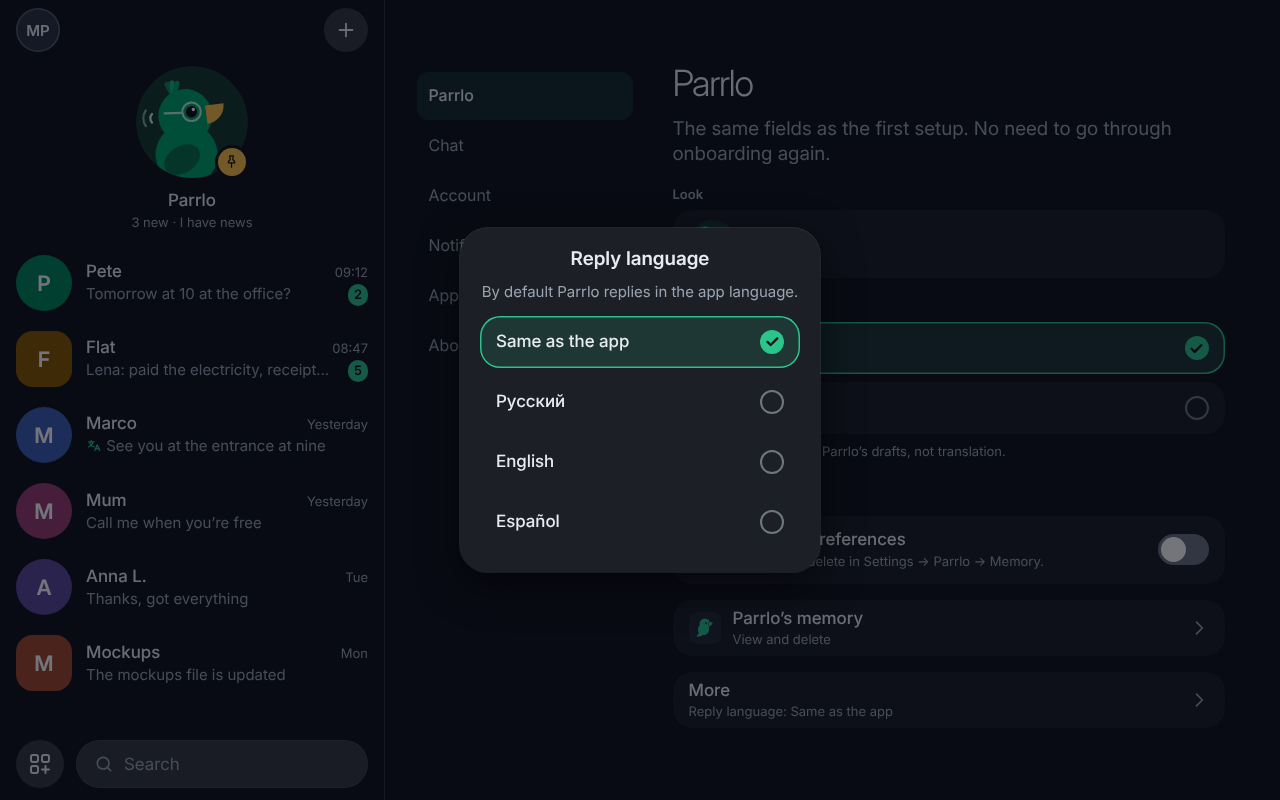 MP
Parrlo
3 new · I have news
P
Pete
09:12
Tomorrow at 10 at the office?
2
F
Flat
08:47
Lena: paid the electricity, receipt...
5
M
Marco
Yesterday
See you at the entrance at nine
M
Mum
Yesterday
Call me when you're free
A
Anna L.
Tue
Thanks, got everything
M
Mockups
Mon
The mockups file is updated
Search
Parrlo
Chat
Account
Parrlo
The same fields as the first setup. No need to go through
onboarding again.
Look
Reply language
By default Parrlo replies in the app language.
Same as the app
Русский
English
Español
Parrlo's drafts, not translation.
in Settings → Parrlo → Memory.
Parrlo's memory
View and delete
More
Reply language: Same as the app